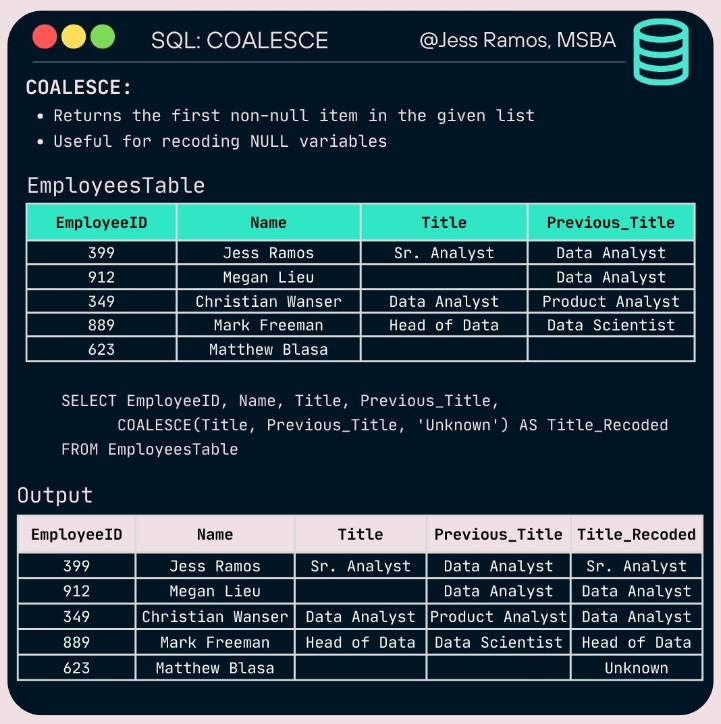 SQL: COALESCE @Jess Ramos, MSBA
COALESCE:
• Returns the first non-null item in the given list
• Useful for recoding NULL variables
EmployeesTable
EmployeeID Name Title Previous_Title
399 Jess Ramos Sr. Analyst Data Analyst
912 Megan Lieu Data Analyst
349 Christian Wanser Data Analyst Product Analyst
889 Mark Freeman Head of Data Data Scientist
623 Matthew Blasa
SELECT EmployeeID, Name, Title, Previous_Title,
COALESCE(Title, Previous_Title, 'Unknown') AS Title_Recoded
FROM EmployeesTable
Output
EmployeeID Name Title Previous_Title Title_Recoded
399 Jess Ramos Sr. Analyst Data Analyst Sr. Analyst
912 Megan Lieu Data Analyst Data Analyst
349 Christian Wanser Data Analyst Product Analyst Data Analyst
889 Mark Freeman Head of Data Data Scientist Head of Data
623 Matthew Blasa Unknown